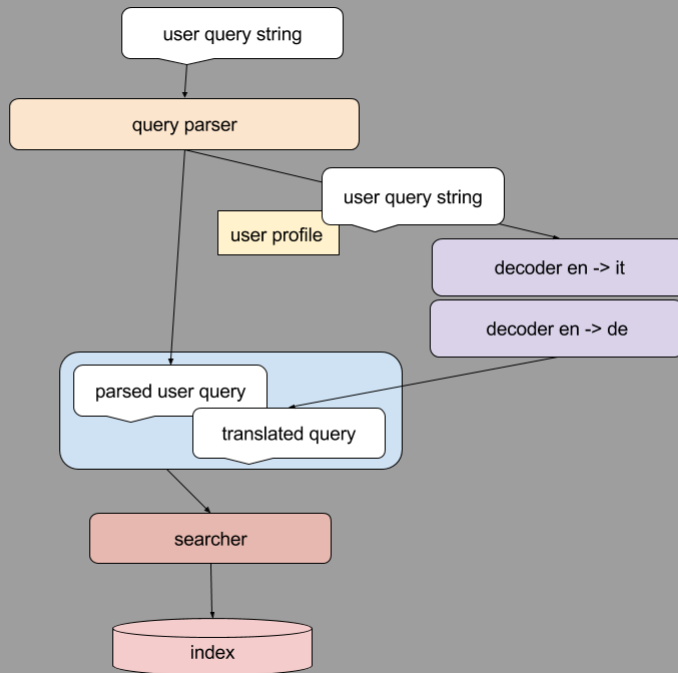 user query string
query parser
user query string
user profile
decoder en -> it
decoder en -> de
parsed user query
translated query
searcher
index